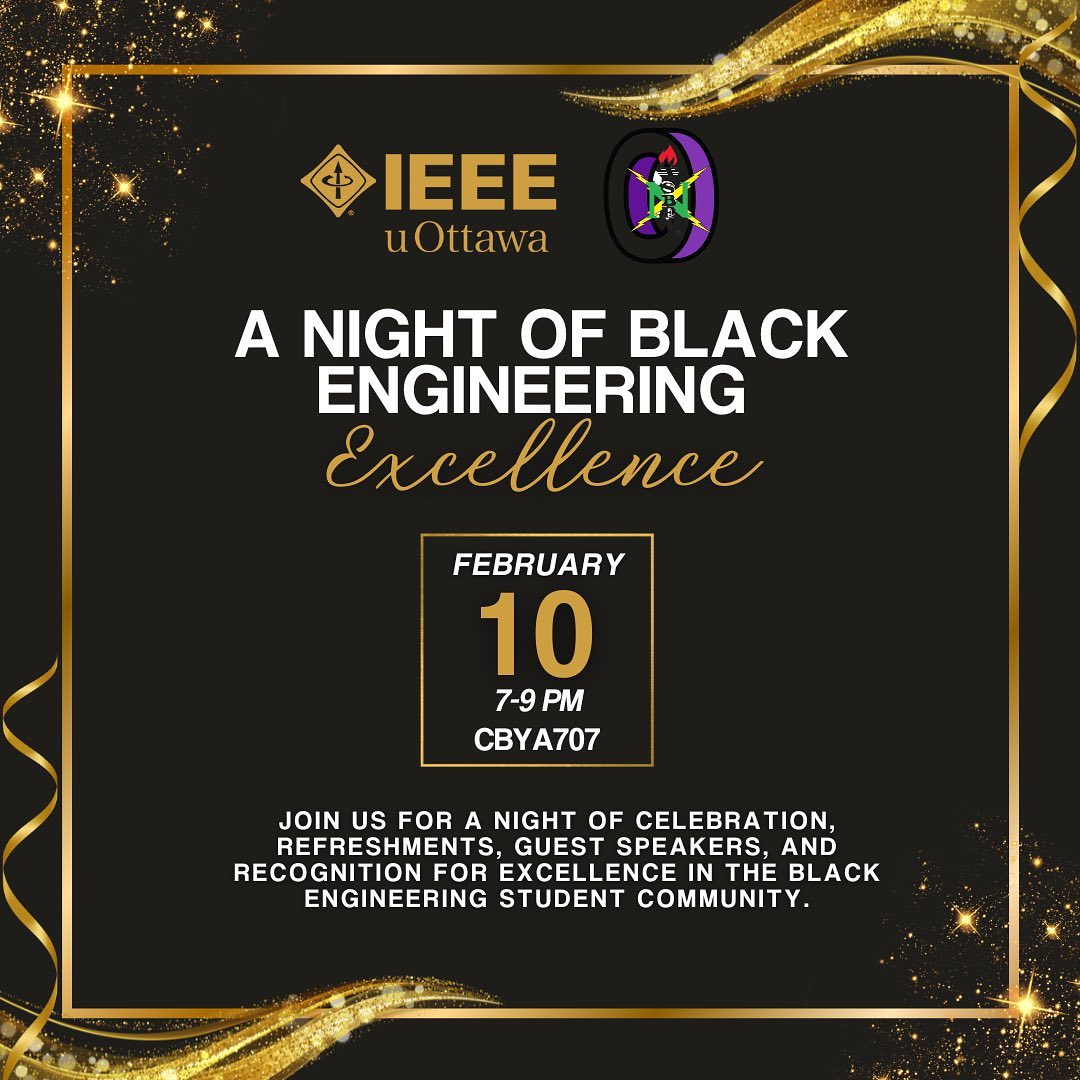 IEEE
uOttawa
A NIGHT OF BLACK
ENGINEERING
Excellence
FEBRUARY
10
7-9 PM
CBYA707
JOIN US FOR A NIGHT OF CELEBRATION,
REFRESHMENTS, GUEST SPEAKERS, AND
RECOGNITION FOR EXCELLENCE IN THE BLACK
ENGINEERING STUDENT COMMUNITY.